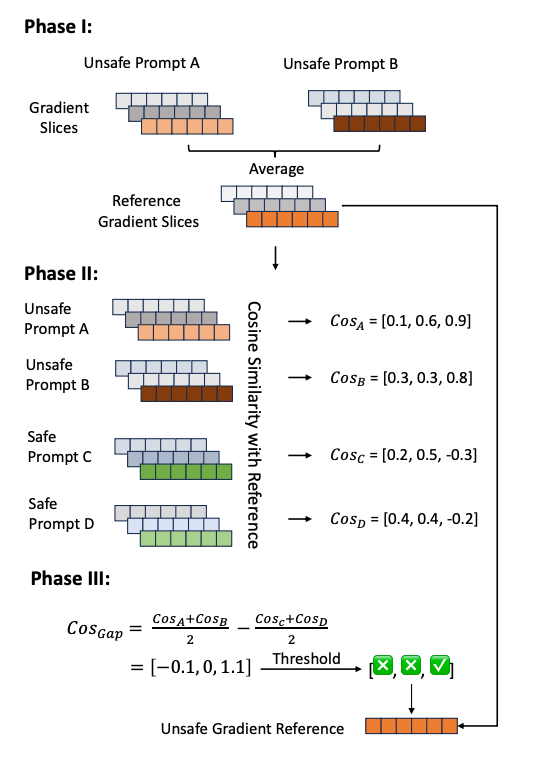 Phase I:
Unsafe Prompt A
Unsafe Prompt B
Gradient
Slices
Average
Reference
Gradient Slices
Phase II:
Unsafe
Prompt A
Cos_A = [0.1, 0.6, 0.9]
Unsafe
Prompt B
Cos_B = [0.3, 0.3, 0.8]
Safe
Prompt C
Cos_C = [0.2, 0.5, -0.3]
Safe
Prompt D
Cos_D = [0.4, 0.4, -0.2]
Cosine Similarity with Reference
Phase III:
Cos_Gap = (Cos_A+Cos_B)/2 − (Cos_c+Cos_D)/2
= [−0.1, 0, 1.1]
Threshold
[❎, ❎, ✅]
Unsafe Gradient Reference